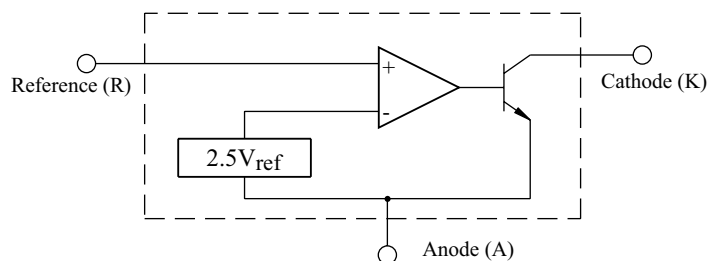 Reference (R)
+
-
2.5Vref
Cathode (K)
Anode (A)